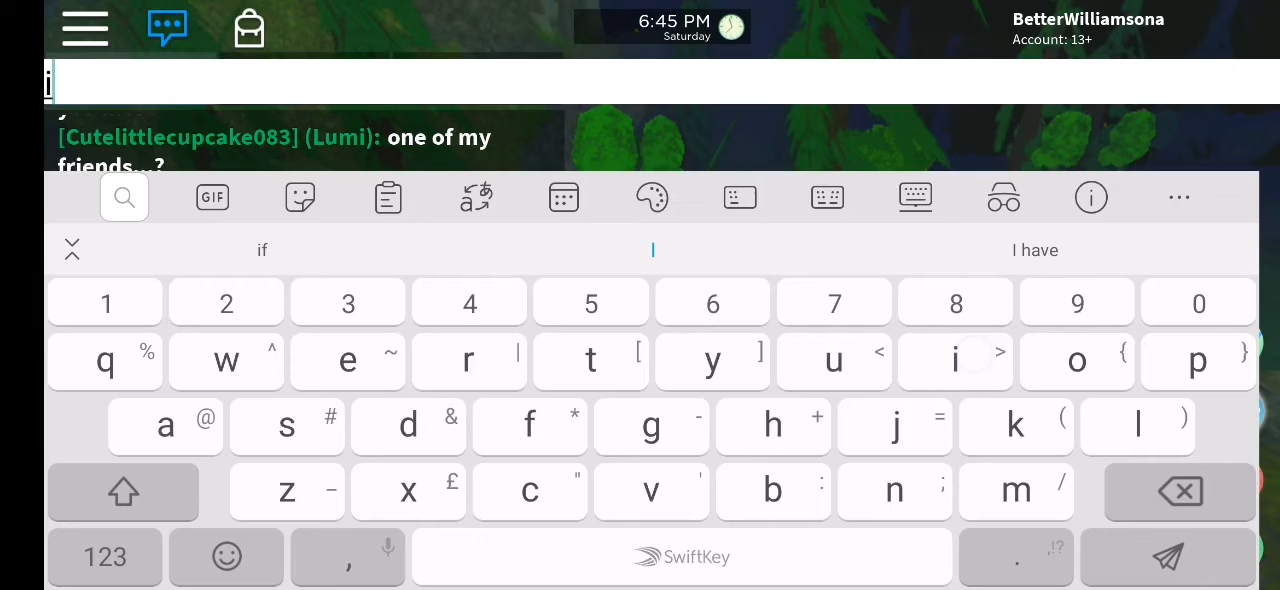 6:45 PM
Saturday
BetterWilliamsona
Account: 13+
i
[Cutelittlecupcake083] (Lumi): one of my
friends...?
GIF
if I I have
1 2 3 4 5 6 7 8 9 0
q % w ^ e ~ r | t [ y ] u < i > o { p }
a @ s # d & f * g - h + j = k ( l )
z _ x £ c " v ' b : n ; m /
123 , SwiftKey . ,!?